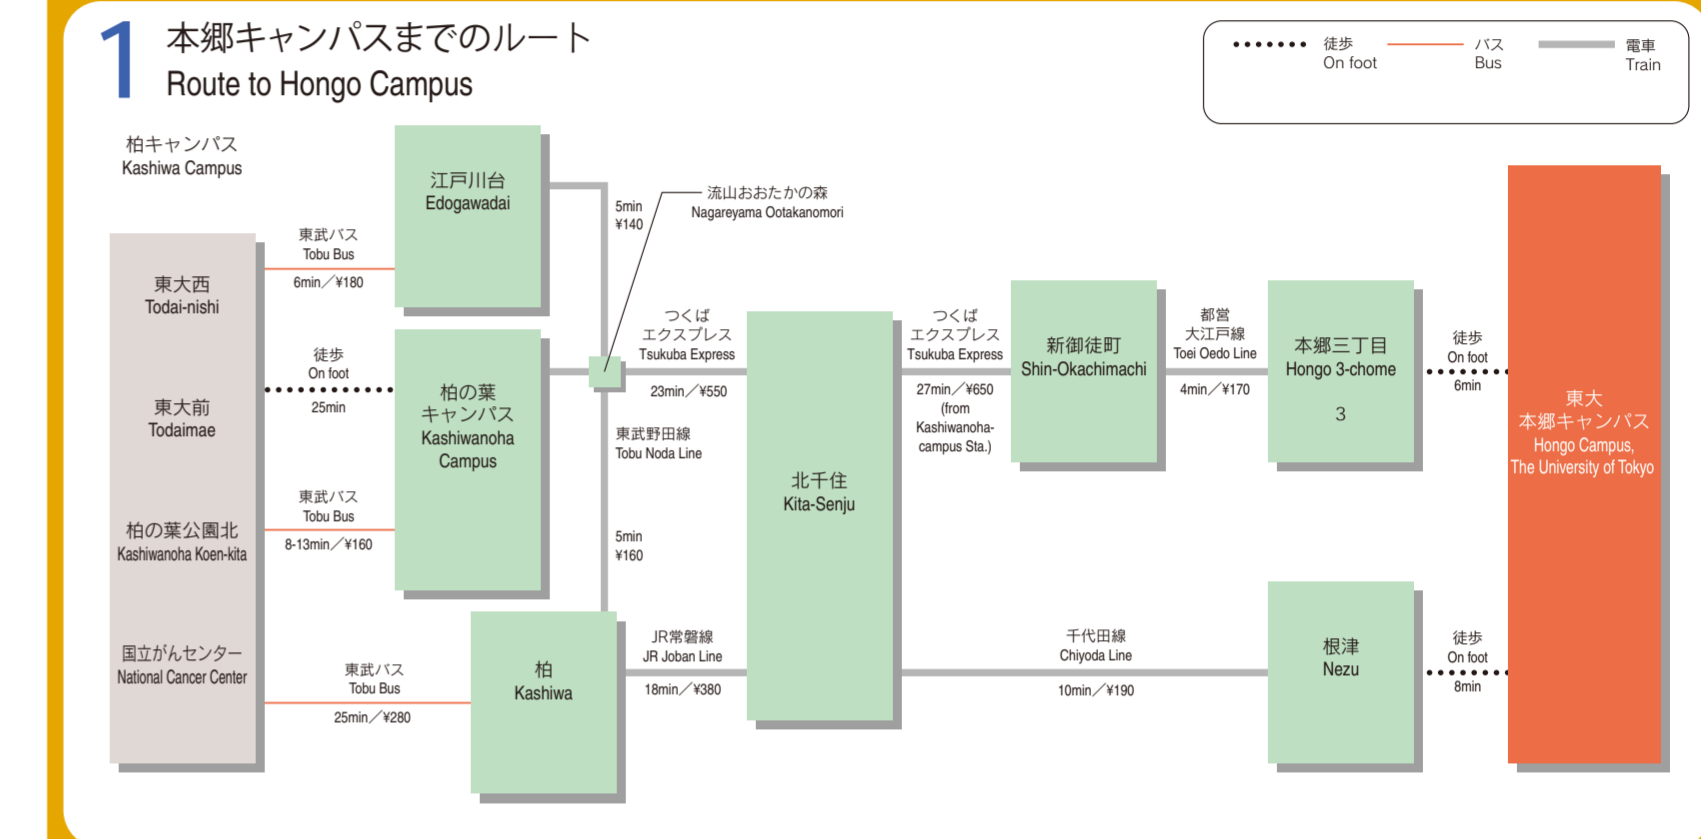 1
本郷キャンパスまでのルート
Route to Hongo Campus
徒歩
On foot
バス
Bus
電車
Train
柏キャンパス
Kashiwa Campus
東大西
Todai-nishi
東大前
Todaimae
柏の葉公園北
Kashiwanoha Koen-kita
国立がんセンター
National Cancer Center
東武バス
Tobu Bus
6min／¥180
徒歩
On foot
25min
東武バス
Tobu Bus
8-13min／¥160
東武バス
Tobu Bus
25min／¥280
江戸川台
Edogawadai
柏の葉
キャンパス
Kashiwanoha
Campus
柏
Kashiwa
5min
¥140
流山おおたかの森
Nagareyama Ootakanomori
つくば
エクスプレス
Tsukuba Express
23min／¥550
東武野田線
Tobu Noda Line
5min
¥160
JR常磐線
JR Joban Line
18min／¥380
北千住
Kita-Senju
つくば
エクスプレス
Tsukuba Express
27min／¥650
(from
Kashiwanoha-
campus Sta.)
新御徒町
Shin-Okachimachi
都営
大江戸線
Toei Oedo Line
4min／¥170
本郷三丁目
Hongo 3-chome
3
徒歩
On foot
6min
千代田線
Chiyoda Line
10min／¥190
根津
Nezu
徒歩
On foot
8min
東大
本郷キャンパス
Hongo Campus,
The University of Tokyo